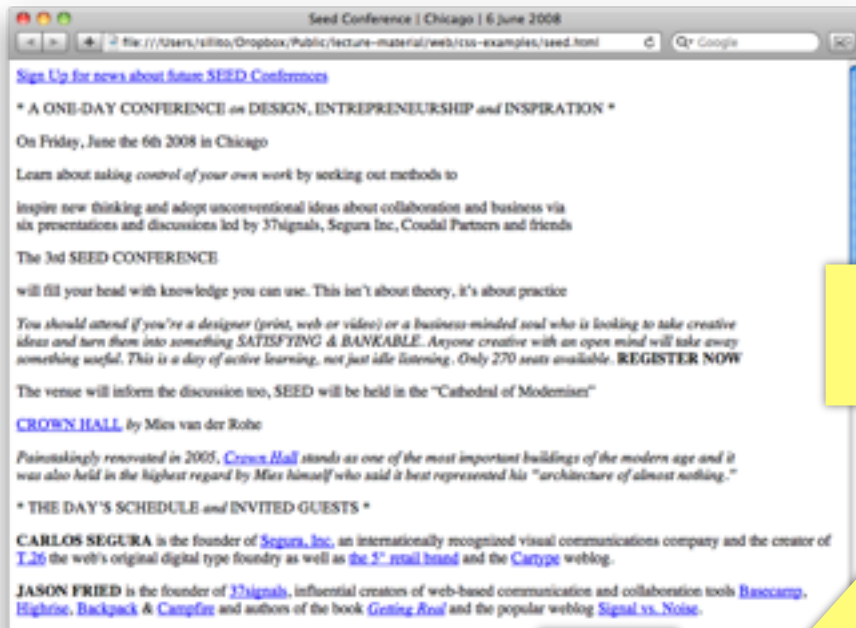 Seed Conference | Chicago | 6 June 2008
file:///Users/sillito/Dropbox/Public/lecture-material/web/css-examples/seed.html
Google
Sign Up for news about future SEED Conferences
* A ONE-DAY CONFERENCE on DESIGN, ENTREPRENEURSHIP and INSPIRATION *
On Friday, June the 6th 2008 in Chicago
Learn about taking control of your own work by seeking out methods to
inspire new thinking and adopt unconventional ideas about collaboration and business via
six presentations and discussions led by 37signals, Segura Inc, Coudal Partners and friends
The 3rd SEED CONFERENCE
will fill your head with knowledge you can use. This isn't about theory, it's about practice
You should attend if you're a designer (print, web or video) or a business-minded soul who is looking to take creative
ideas and turn them into something SATISFYING & BANKABLE. Anyone creative with an open mind will take away
something useful. This is a day of active learning, not just idle listening. Only 270 seats available. REGISTER NOW
The venue will inform the discussion too, SEED will be held in the "Cathedral of Modernism"
CROWN HALL by Mies van der Rohe
Painstakingly renovated in 2005, Crown Hall stands as one of the most important buildings of the modern age and it
was also held in the highest regard by Mies himself who said it best represented his "architecture of almost nothing."
* THE DAY'S SCHEDULE and INVITED GUESTS *
CARLOS SEGURA is the founder of Segura, Inc. an internationally recognized visual communications company and the creator of
T.26 the web's original digital type foundry as well as the 5" retail brand and the Cartype weblog.
JASON FRIED is the founder of 37signals, influential creators of web-based communication and collaboration tools Basecamp,
Highrise, Backpack & Campfire and authors of the book Getting Real and the popular weblog Signal vs. Noise.